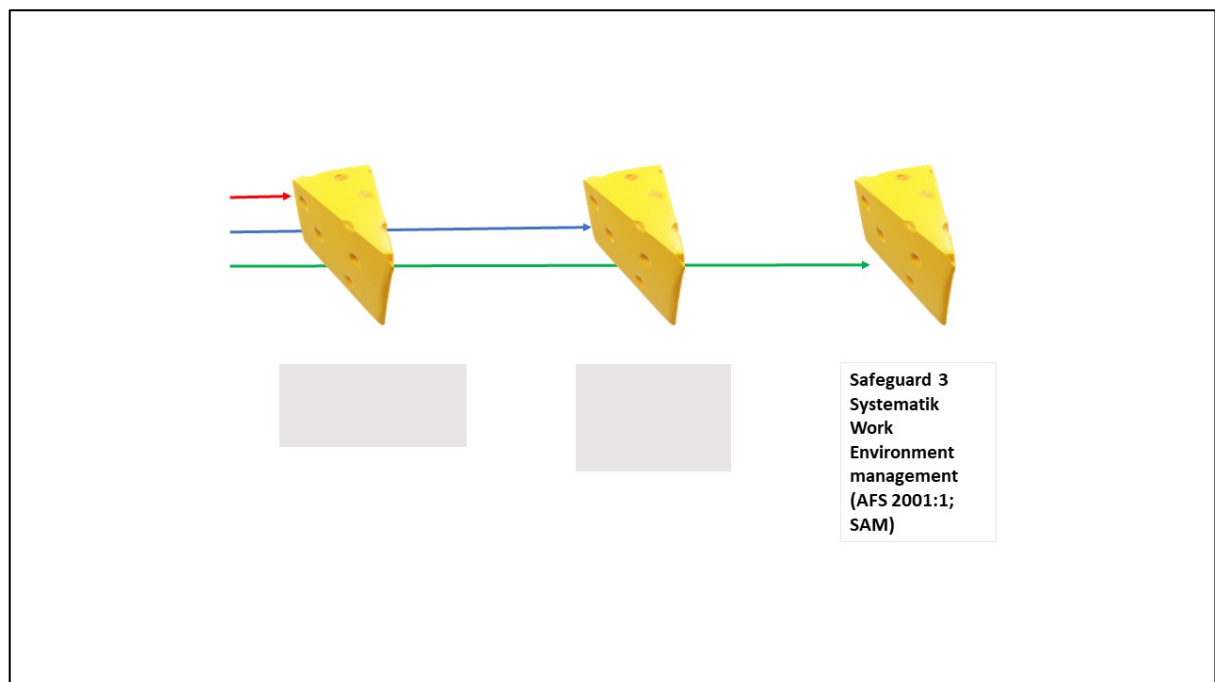 Safeguard 3
Systematik
Work
Environment
management
(AFS 2001:1;
SAM)